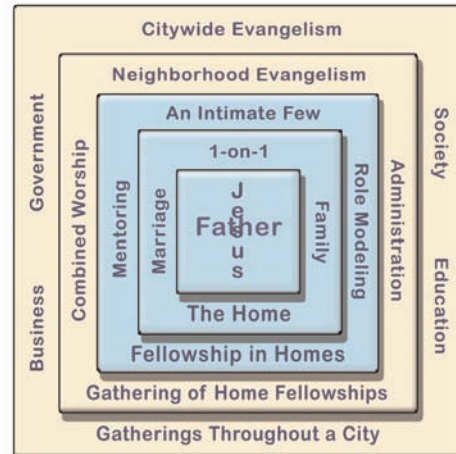 Citywide Evangelism
Government
Society
Business
Education
Neighborhood Evangelism
Combined Worship
Administration
An Intimate Few
Mentoring
Role Modeling
1-on-1
Marriage
Family
Jesus
Father
The Home
Fellowship in Homes
Gathering of Home Fellowships
Gatherings Throughout a City